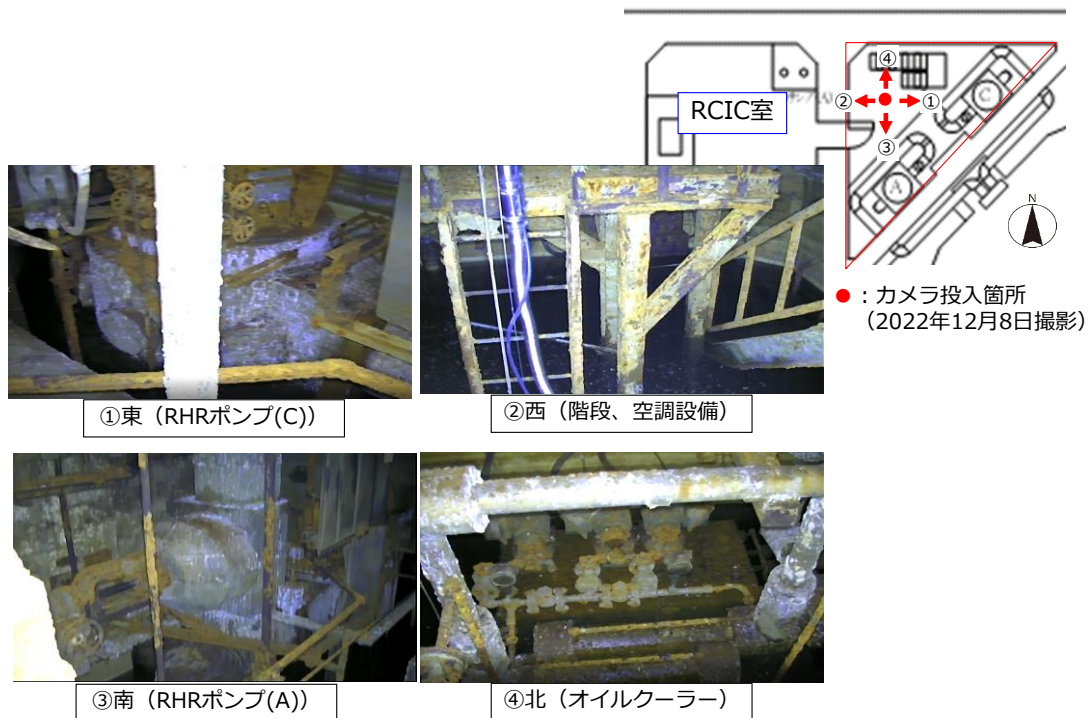 ④
② ①
③
RCIC室
C
A
N
●：カメラ投入箇所
（2022年12月8日撮影）
①東（RHRポンプ(C)）
②西（階段、空調設備）
③南（RHRポンプ(A)）
④北（オイルクーラー）